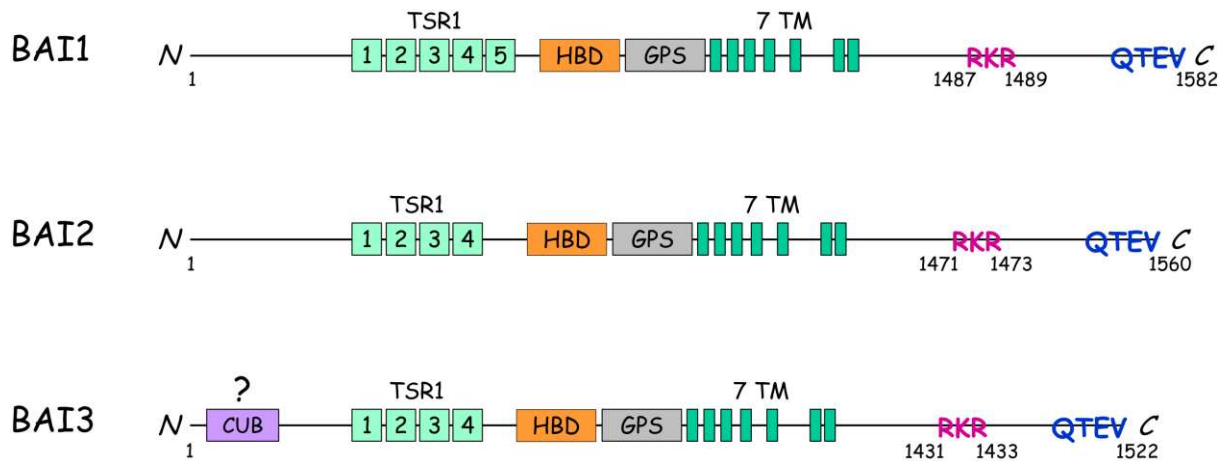 TSR1 7 TM
BAI1 N 1 2 3 4 5 HBD GPS RKR QTEV C
1 1487 1489 1582
TSR1 7 TM
BAI2 N 1 2 3 4 HBD GPS RKR QTEV C
1 1471 1473 1560
? TSR1 7 TM
BAI3 N CUB 1 2 3 4 HBD GPS RKR QTEV C
1 1431 1433 1522